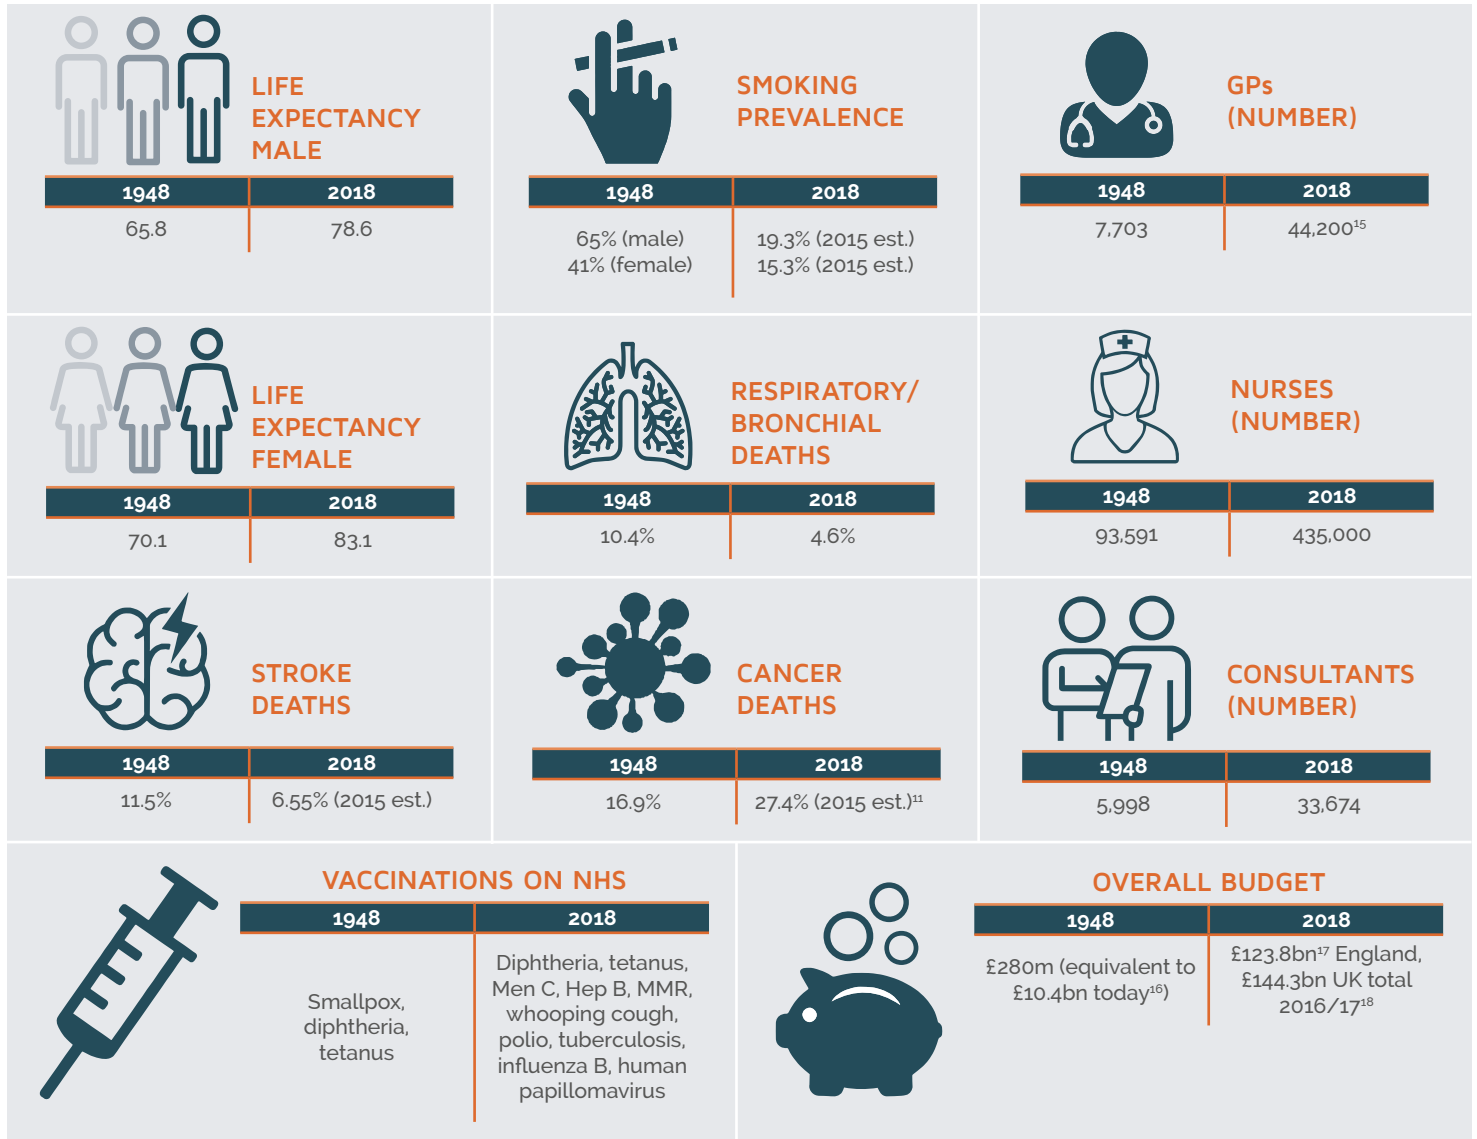 LIFE
EXPECTANCY
MALE
1948 2018
65.8 78.6
SMOKING
PREVALENCE
1948 2018
65% (male) 19.3% (2015 est.)
41% (female) 15.3% (2015 est.)
GPs
(NUMBER)
1948 2018
7,703 44,200¹⁵
LIFE
EXPECTANCY
FEMALE
1948 2018
70.1 83.1
RESPIRATORY/
BRONCHIAL
DEATHS
1948 2018
10.4% 4.6%
NURSES
(NUMBER)
1948 2018
93,591 435,000
STROKE
DEATHS
1948 2018
11.5% 6.55% (2015 est.)
CANCER
DEATHS
1948 2018
16.9% 27.4% (2015 est.)¹¹
CONSULTANTS
(NUMBER)
1948 2018
5,998 33,674
VACCINATIONS ON NHS
1948 2018
Smallpox,
diphtheria,
tetanus
Diphtheria, tetanus,
Men C, Hep B, MMR,
whooping cough,
polio, tuberculosis,
influenza B, human
papillomavirus
OVERALL BUDGET
1948 2018
£280m (equivalent to
£10.4bn today¹⁶)
£123.8bn¹⁷ England,
£144.3bn UK total
2016/17¹⁸